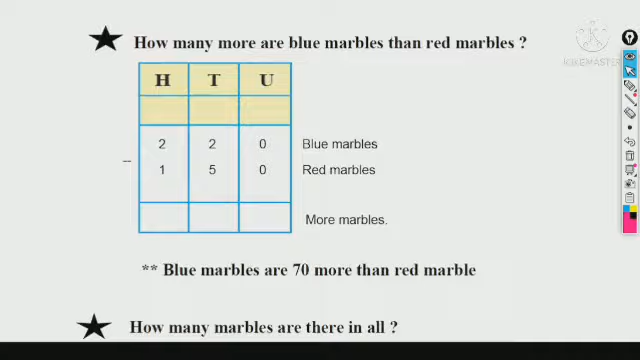 How many more are blue marbles than red marbles ?
KINEMASTER
H T U
2 2 0 Blue marbles
– 1 5 0 Red marbles
More marbles.
** Blue marbles are 70 more than red marble
How many marbles are there in all ?